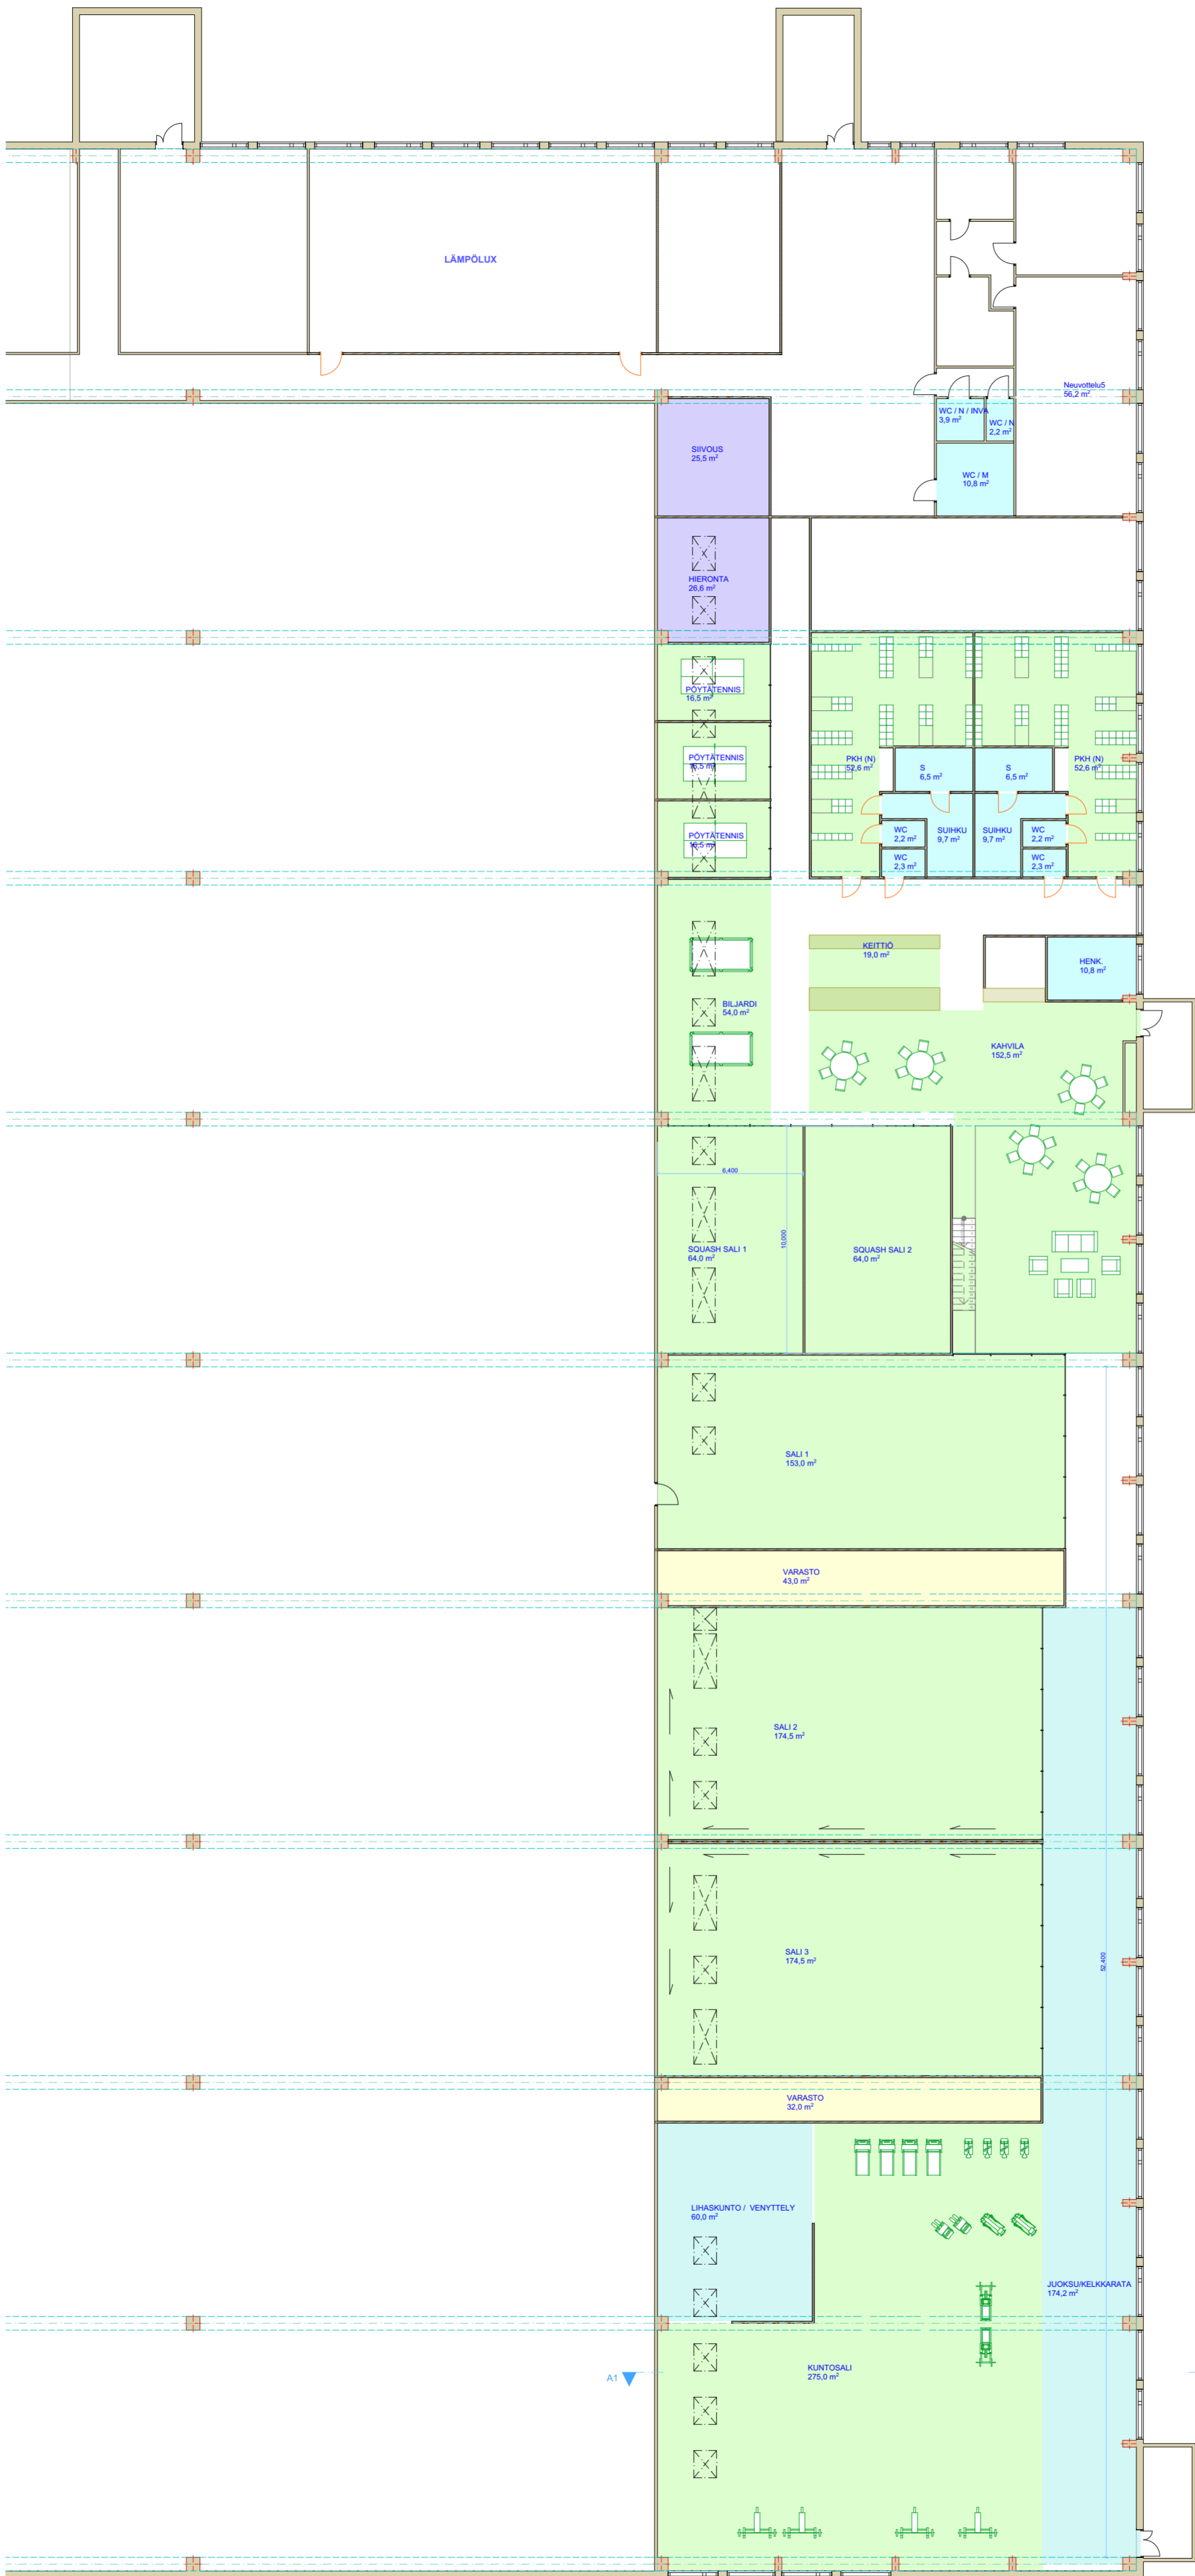 LÄMPÖLUX
Neuvottelu5
56,2 m²
WC / N / INVA
3,9 m²
WC / N
2,2 m²
SIIVOUS
25,5 m²
WC / M
10,8 m²
HIERONTA
26,6 m²
PÖYTÄTENNIS
16,5 m²
PÖYTÄTENNIS
16,5 m²
PKH (N)
52,6 m²
S
6,5 m²
S
6,5 m²
PKH (N)
52,6 m²
PÖYTÄTENNIS
16,5 m²
WC
2,2 m²
SUIHKU
9,7 m²
SUIHKU
9,7 m²
WC
2,2 m²
WC
2,3 m²
WC
2,3 m²
KEITTIÖ
19,0 m²
HENK.
10,8 m²
BILJARDI
54,0 m²
KAHVILA
152,5 m²
6,400
10,000
SQUASH SALI 1
64,0 m²
SQUASH SALI 2
64,0 m²
SALI 1
153,0 m²
VARASTO
43,0 m²
SALI 2
174,5 m²
SALI 3
174,5 m²
52,400
VARASTO
32,0 m²
LIHASKUNTO / VENYTTELY
60,0 m²
JUOKSU/KELKKARATA
174,2 m²
KUNTOSALI
275,0 m²
A1